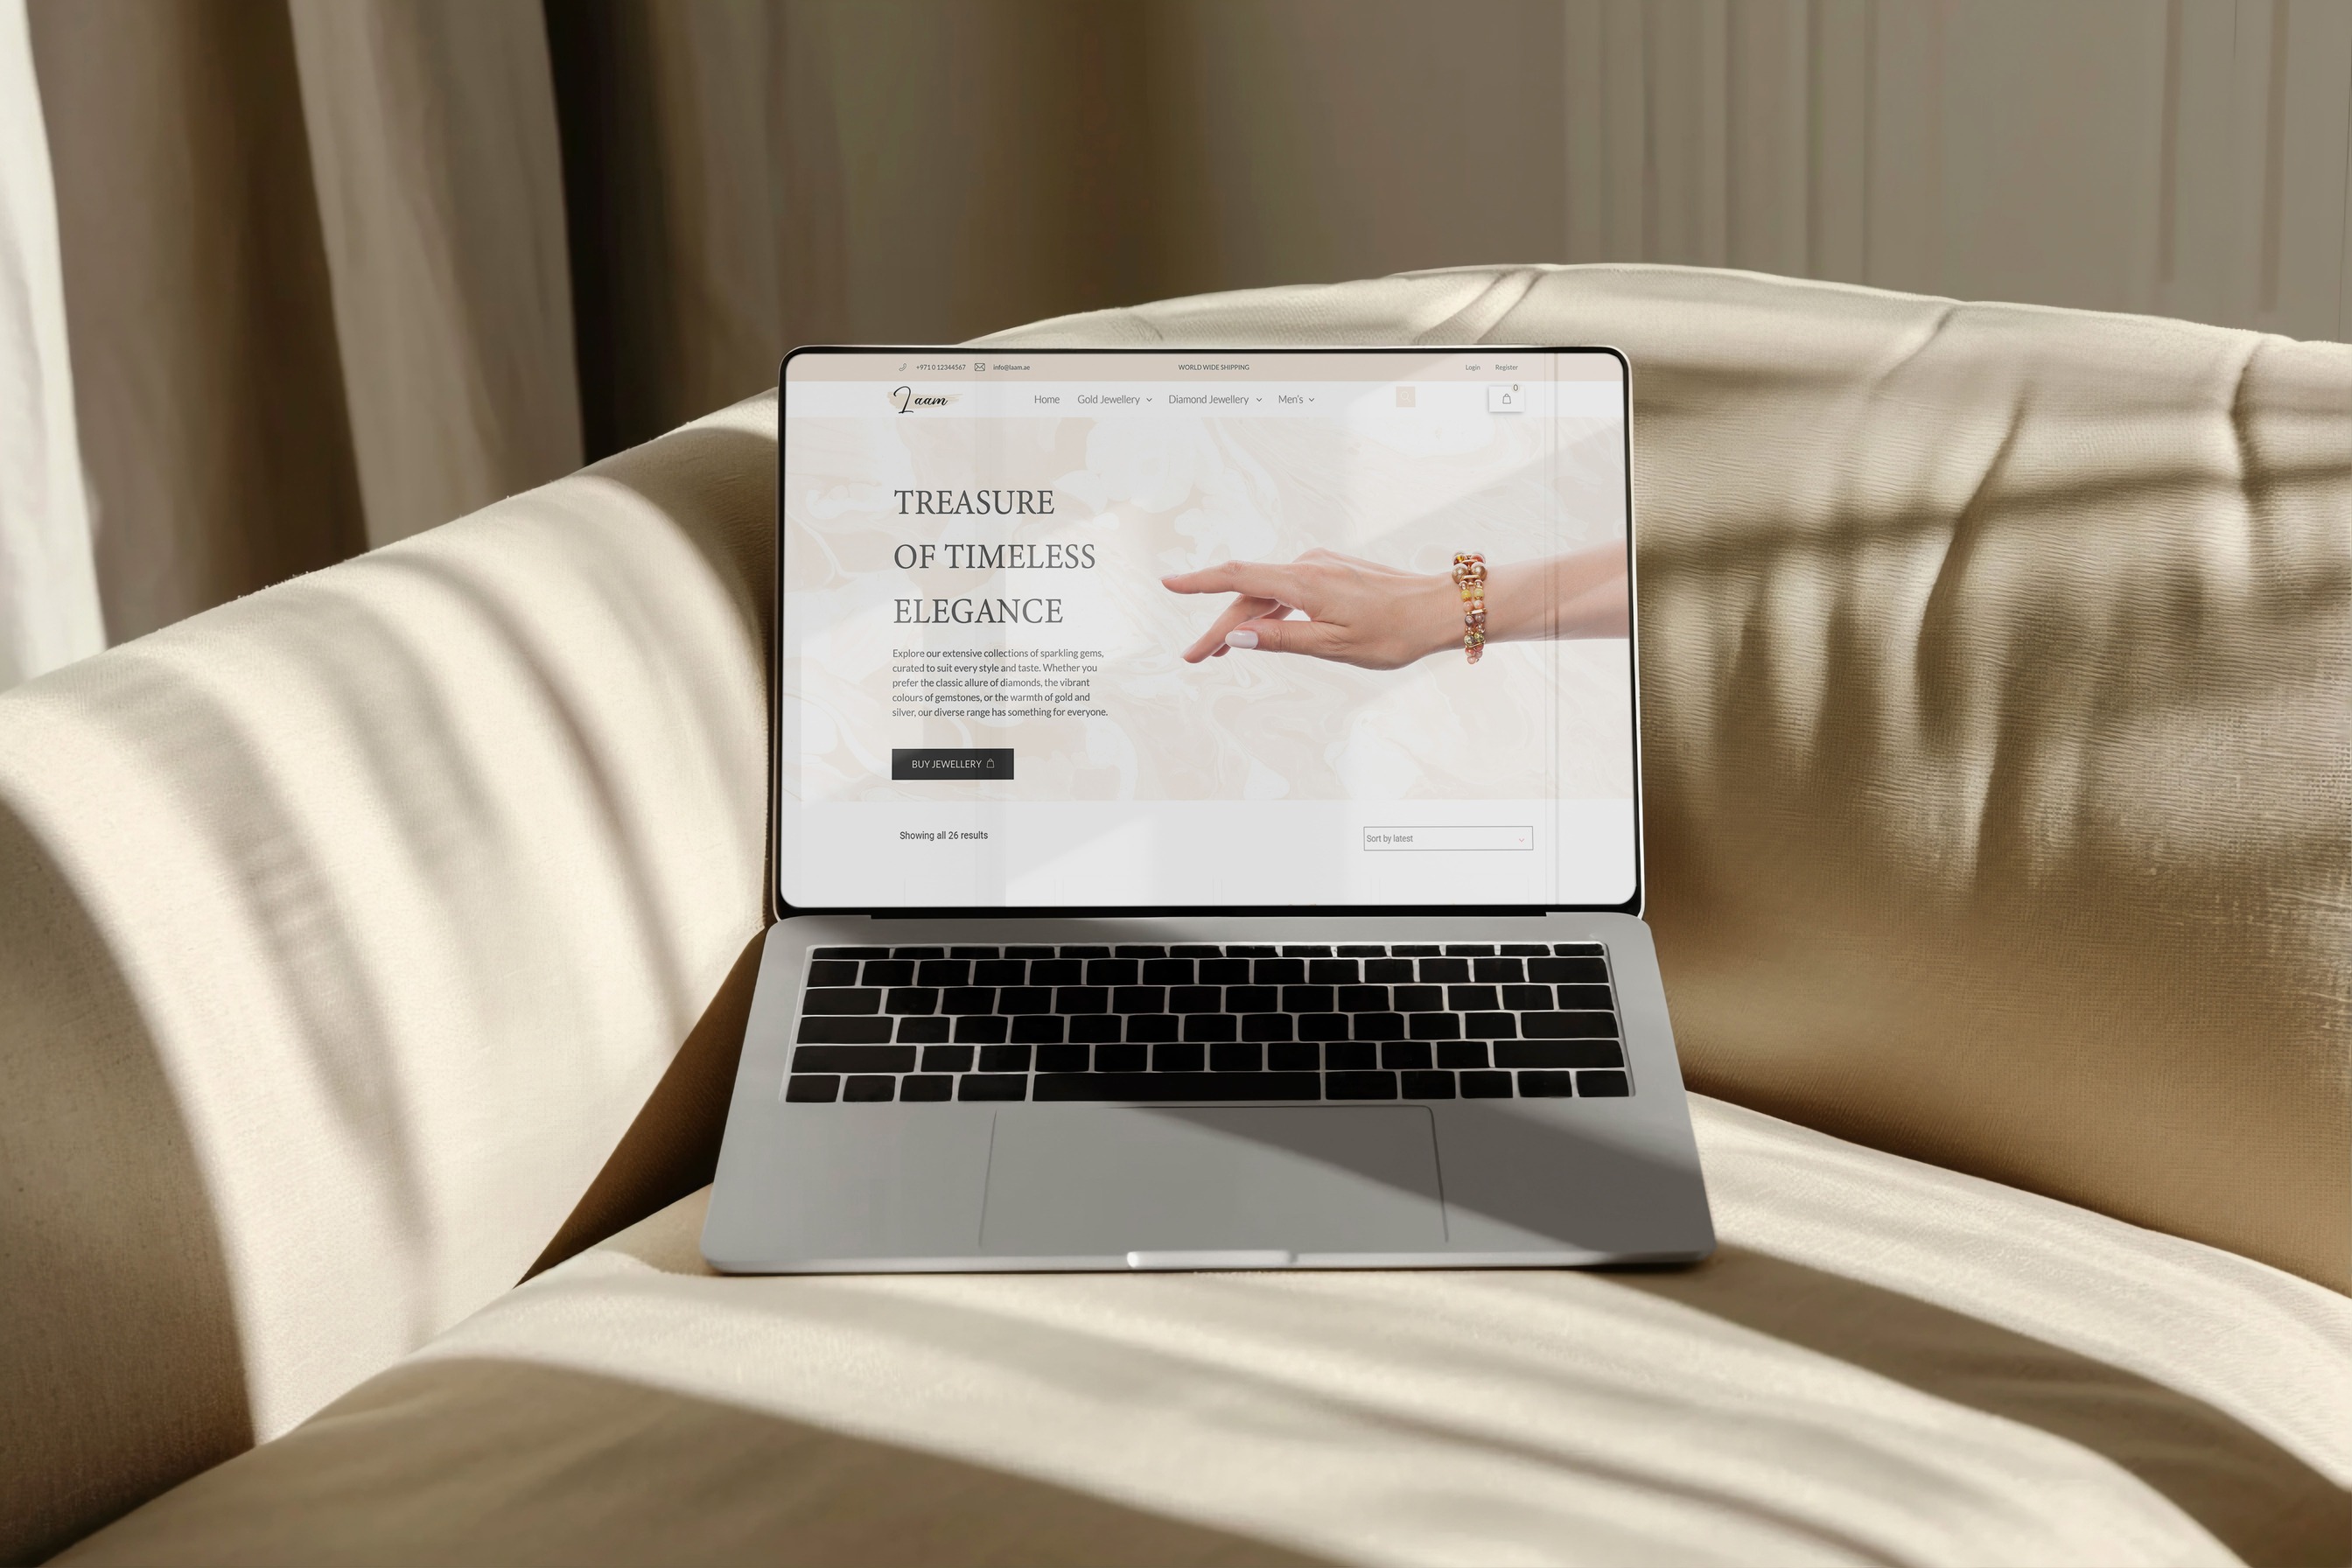 +971 0 12344567 info@laam.ae WORLD WIDE SHIPPING Login Register
Laam Home Gold Jewellery Diamond Jewellery Men's 0
TREASURE
OF TIMELESS
ELEGANCE
Explore our extensive collections of sparkling gems,
curated to suit every style and taste. Whether you
prefer the classic allure of diamonds, the vibrant
colours of gemstones, or the warmth of gold and
silver, our diverse range has something for everyone.
BUY JEWELLERY
Showing all 26 results Sort by latest